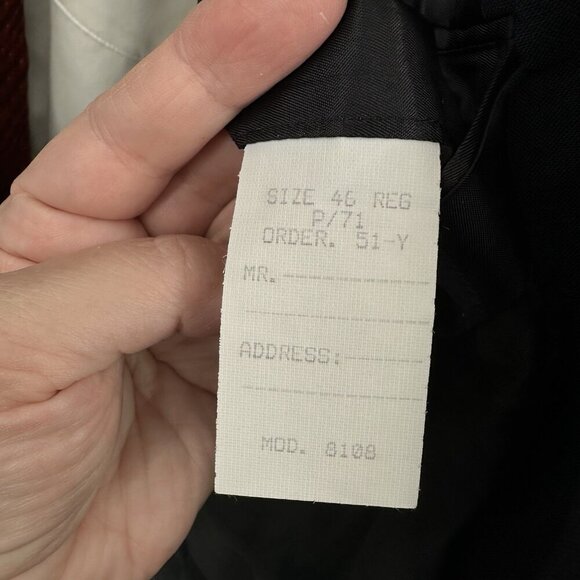 SIZE 46 REG
P/71
ORDER. 51-Y
MR.
ADDRESS:
MOD. 8108